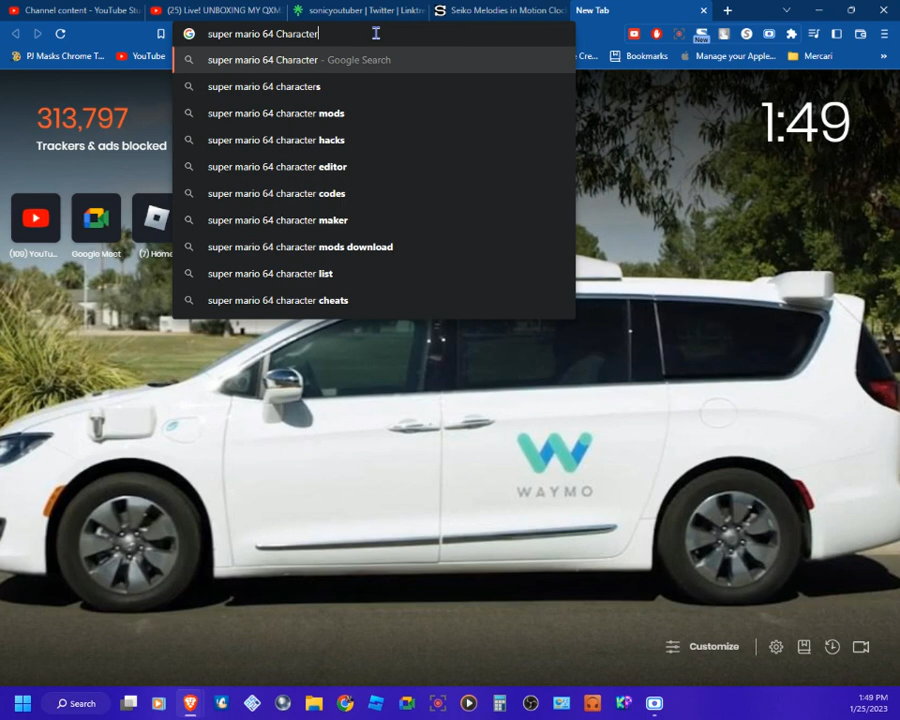 Channel content - YouTube Stu
(25) Live! UNBOXING MY QXM
sonicyoutuber | Twitter | Linktr
Seiko Melodies in Motion Cloc
New Tab
super mario 64 Character
New
PJ Masks Chrome T...
YouTube
Cre...
Bookmarks
Manage your Apple...
Mercari
»
super mario 64 Character - Google Search
super mario 64 characters
super mario 64 character mods
super mario 64 character hacks
super mario 64 character editor
super mario 64 character codes
super mario 64 character maker
super mario 64 character mods download
super mario 64 character list
super mario 64 character cheats
313,797
Trackers & ads blocked
1:49
(109) YouTu...
Google Meet
(7) Home
WAYMO
Customize
Search
1:49 PM
1/25/2023